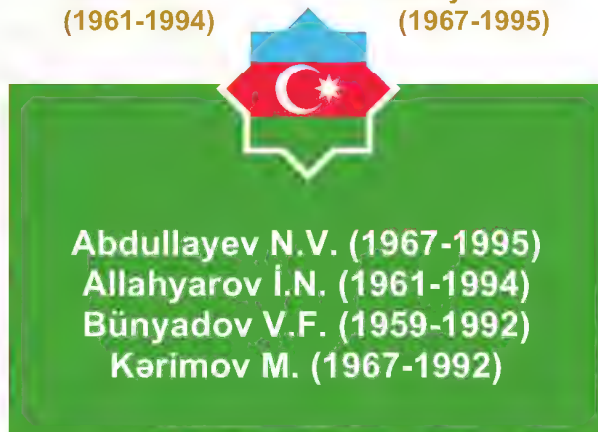 (1961-1994) (1967-1995)
Abdullayev N.V. (1967-1995)
Allahyarov İ.N. (1961-1994)
Bünyadov V.F. (1959-1992)
Kərimov M. (1967-1992)